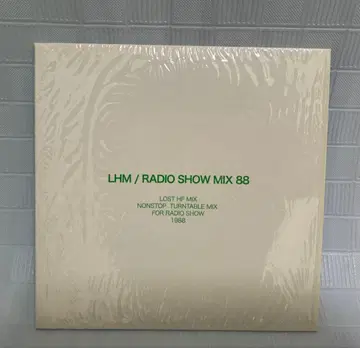 LHM / RADIO SHOW MIX 88
LOST HF MIX
NONSTOP TURNTABLE MIX
FOR RADIO SHOW
1988